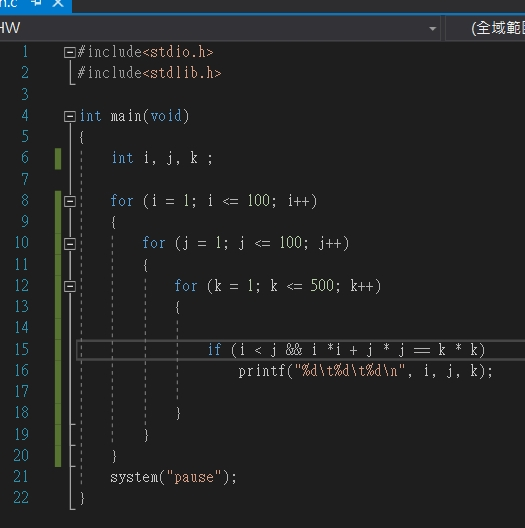 n.c
HW
(全域範圍
1 #include<stdio.h>
2 #include<stdlib.h>
3
4 int main(void)
5 {
6 int i, j, k ;
7
8 for (i = 1; i <= 100; i++)
9 {
10 for (j = 1; j <= 100; j++)
11 {
12 for (k = 1; k <= 500; k++)
13 {
14
15 if (i < j && i *i + j * j == k * k)
16 printf("%d\t%d\t%d\n", i, j, k);
17
18 }
19 }
20 }
21 system("pause");
22 }